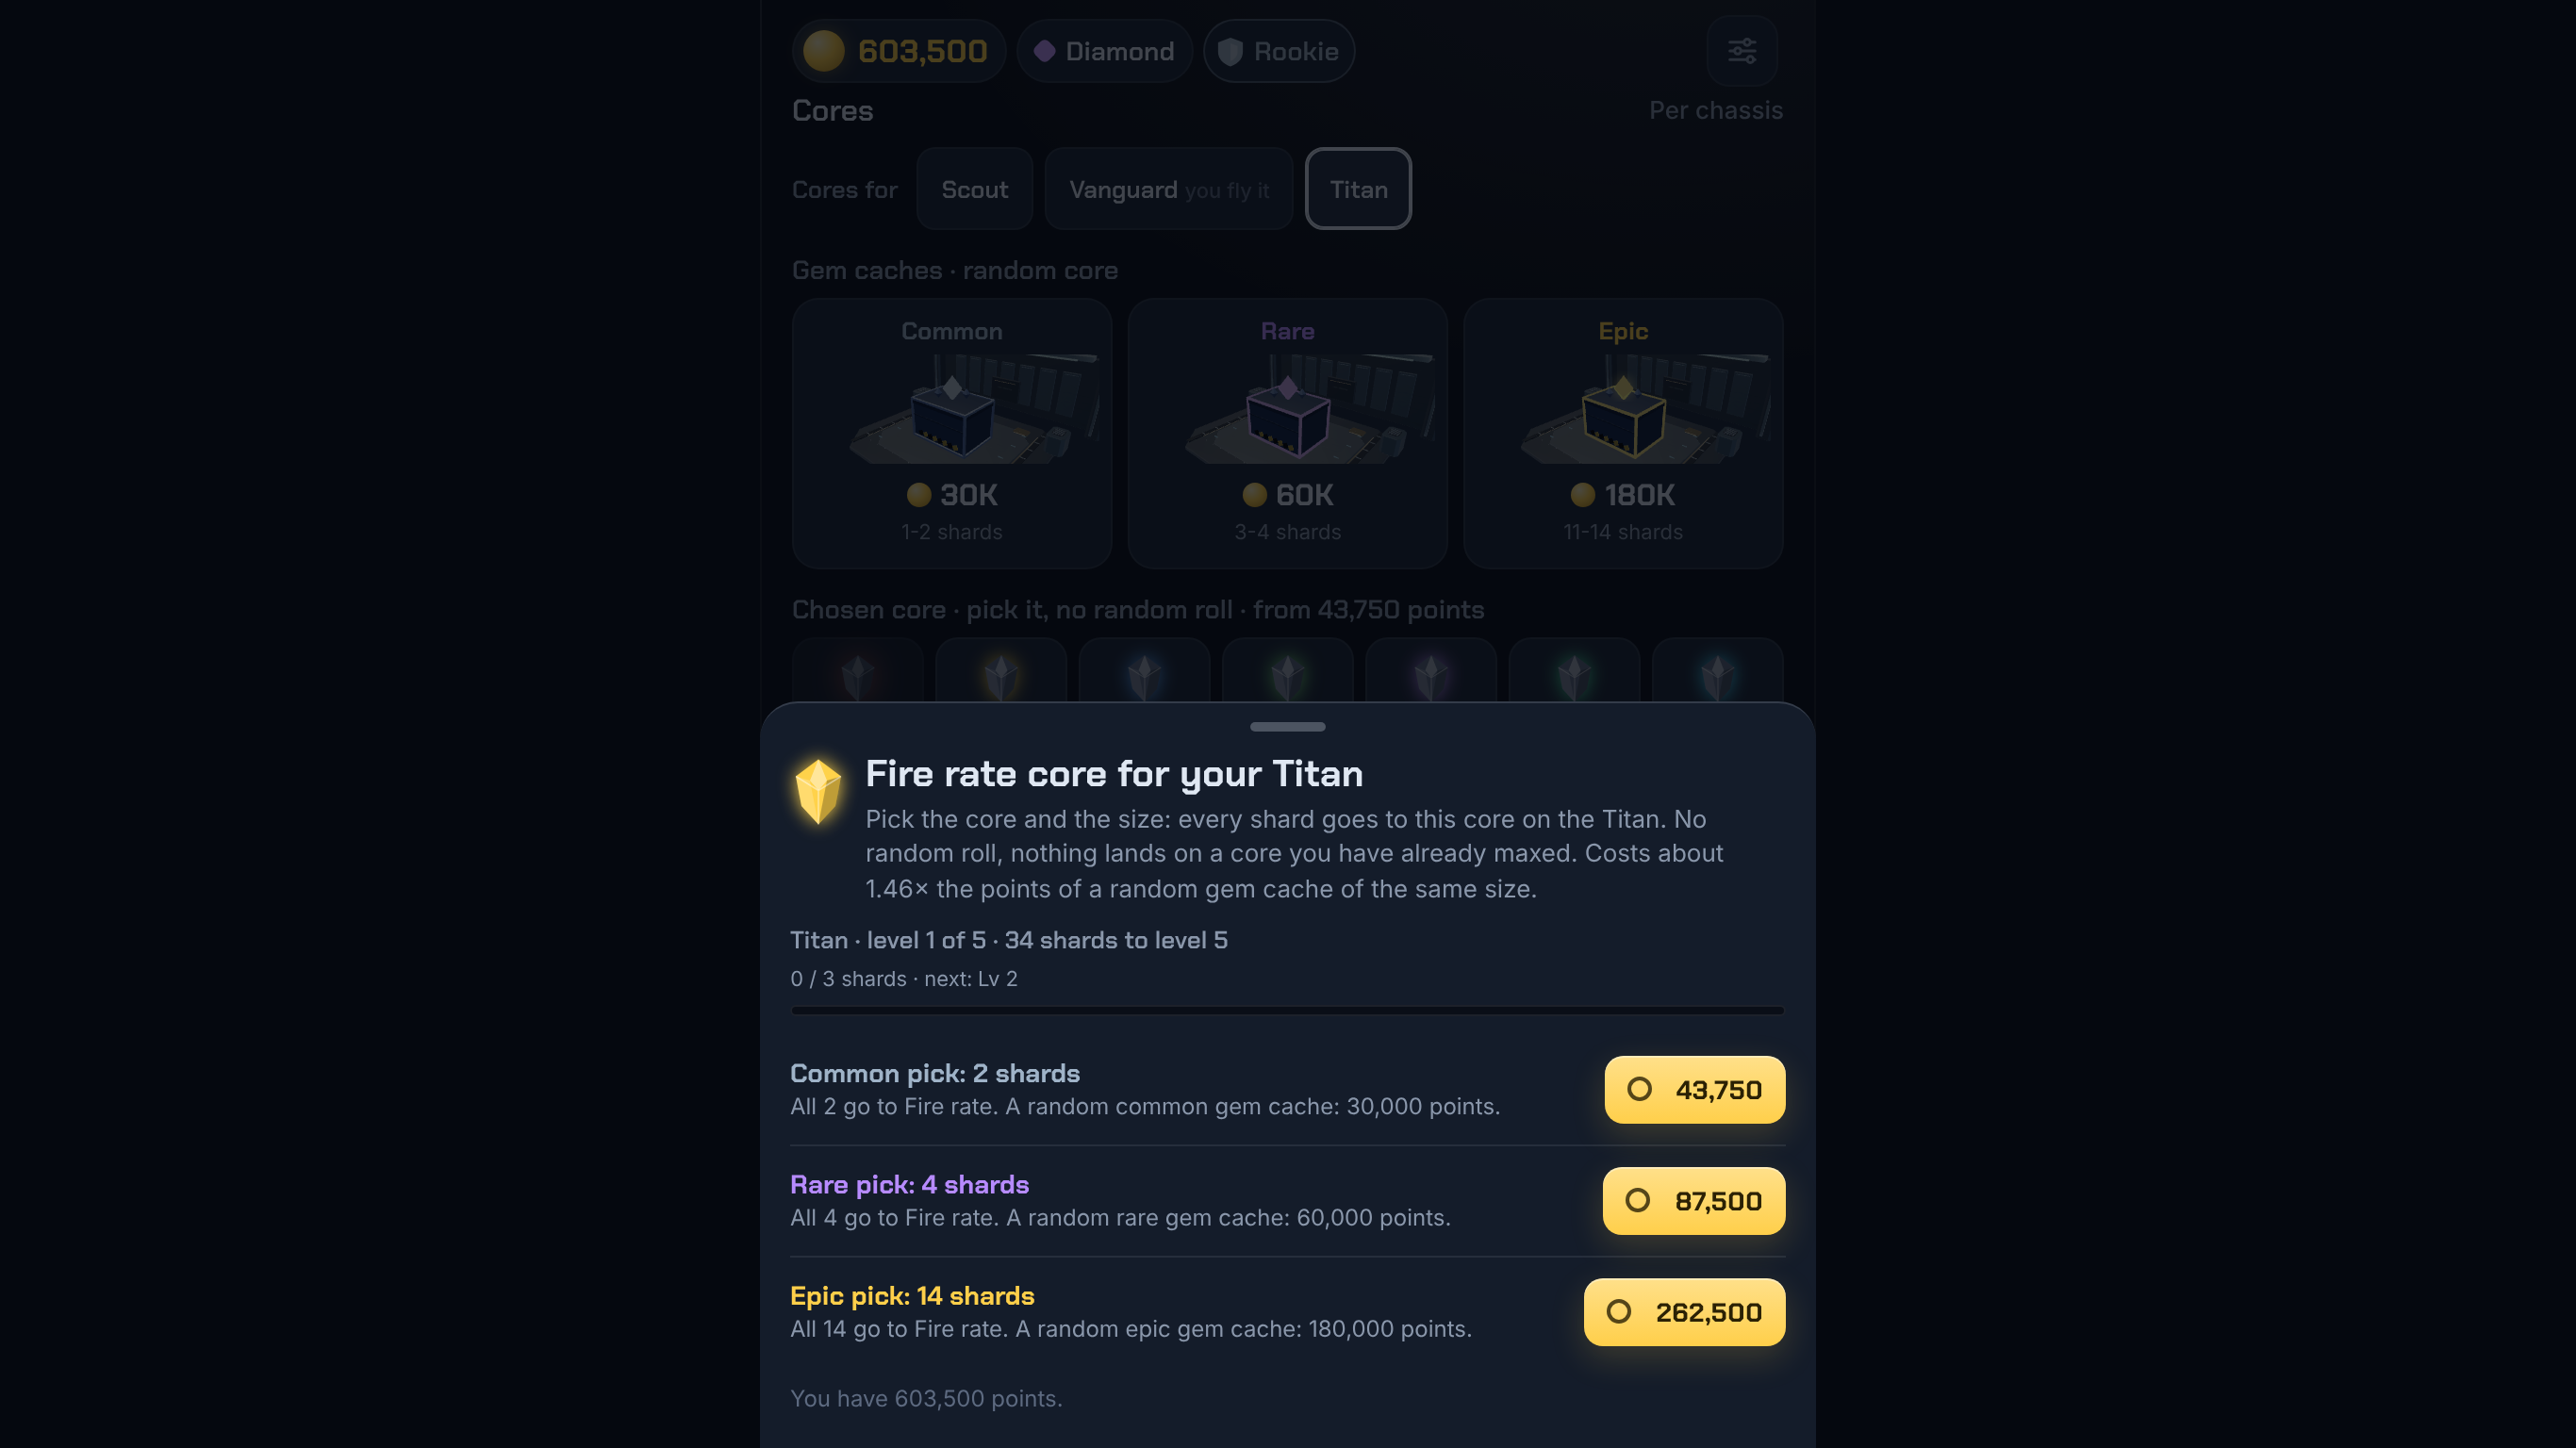 603,500
Diamond
Rookie
Cores
Per chassis
Cores for
Scout
Vanguard you fly it
Titan
Gem caches · random core
Common
Rare
Epic
30K
60K
180K
1-2 shards
3-4 shards
11-14 shards
Chosen core · pick it, no random roll · from 43,750 points
Fire rate core for your Titan
Pick the core and the size: every shard goes to this core on the Titan. No
random roll, nothing lands on a core you have already maxed. Costs about
1.46× the points of a random gem cache of the same size.
Titan · level 1 of 5 · 34 shards to level 5
0 / 3 shards · next: Lv 2
Common pick: 2 shards
All 2 go to Fire rate. A random common gem cache: 30,000 points.
43,750
Rare pick: 4 shards
All 4 go to Fire rate. A random rare gem cache: 60,000 points.
87,500
Epic pick: 14 shards
All 14 go to Fire rate. A random epic gem cache: 180,000 points.
262,500
You have 603,500 points.